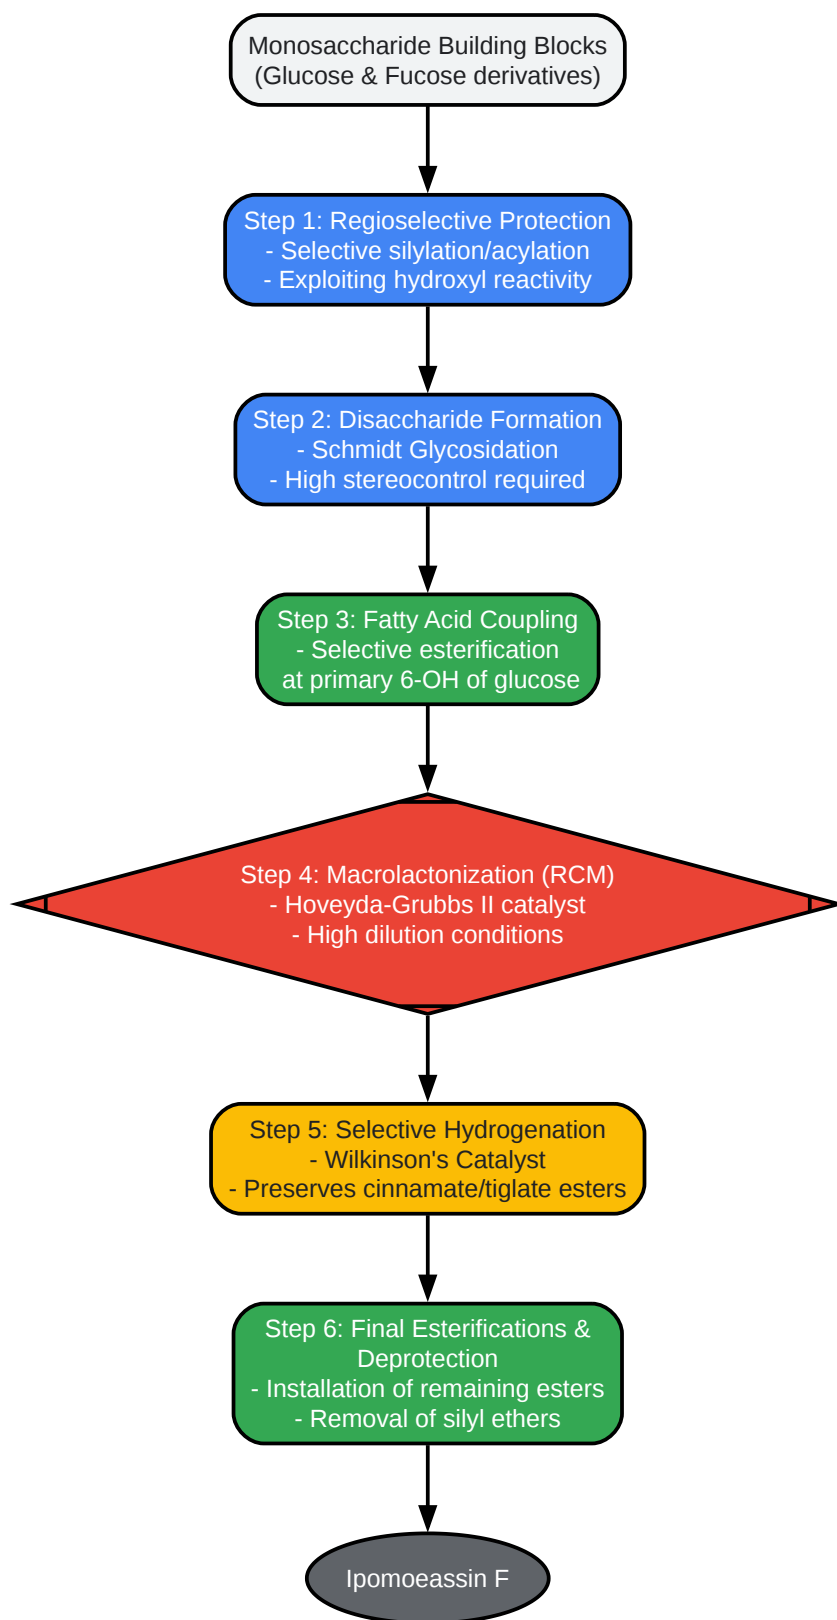 Monosaccharide Building Blocks
(Glucose & Fucose derivatives)
Step 1: Regioselective Protection
- Selective silylation/acylation
- Exploiting hydroxyl reactivity
Step 2: Disaccharide Formation
- Schmidt Glycosidation
- High stereocontrol required
Step 3: Fatty Acid Coupling
- Selective esterification
at primary 6-OH of glucose
Step 4: Macrolactonization (RCM)
- Hoveyda-Grubbs II catalyst
- High dilution conditions
Step 5: Selective Hydrogenation
- Wilkinson's Catalyst
- Preserves cinnamate/tiglate esters
Step 6: Final Esterifications &
Deprotection
- Installation of remaining esters
- Removal of silyl ethers
Ipomoeassin F